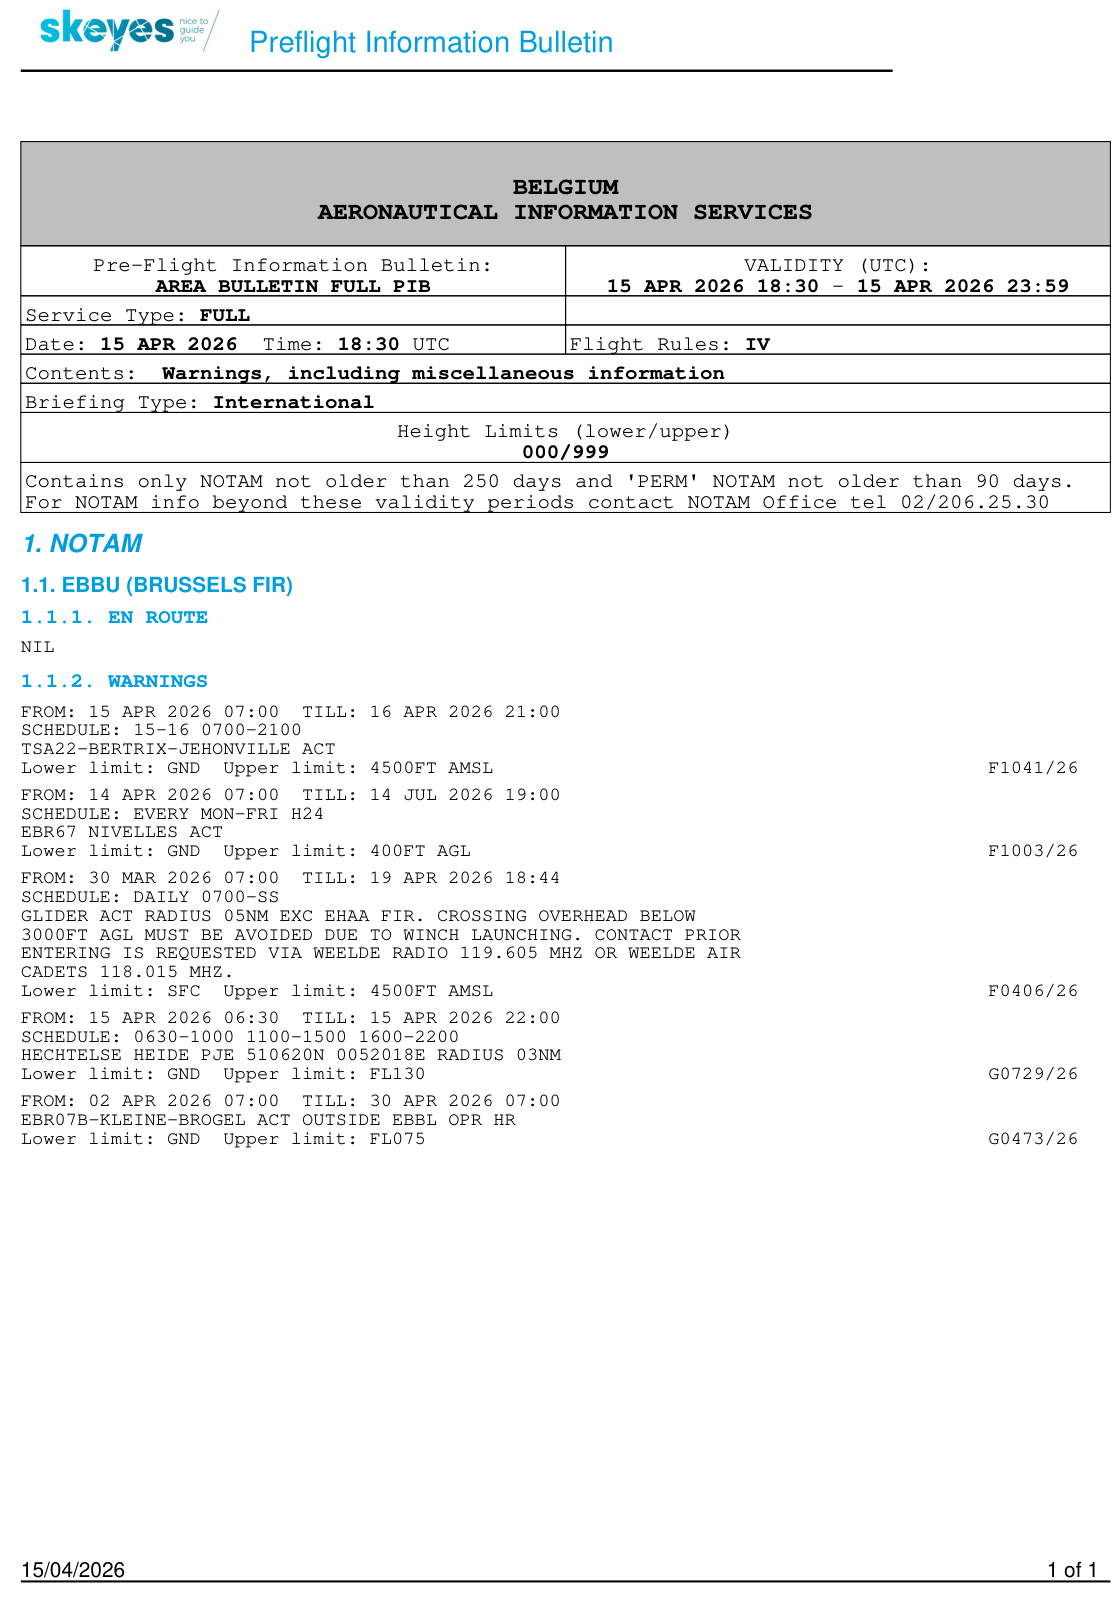 skeyes nice to
guide
you
Preflight Information Bulletin
BELGIUM
AERONAUTICAL INFORMATION SERVICES
Pre-Flight Information Bulletin:
AREA BULLETIN FULL PIB
VALIDITY (UTC):
15 APR 2026 18:30 - 15 APR 2026 23:59
Service Type: FULL
Date: 15 APR 2026 Time: 18:30 UTC
Flight Rules: IV
Contents: Warnings, including miscellaneous information
Briefing Type: International
Height Limits (lower/upper)
000/999
Contains only NOTAM not older than 250 days and 'PERM' NOTAM not older than 90 days.
For NOTAM info beyond these validity periods contact NOTAM Office tel 02/206.25.30
1. NOTAM
1.1. EBBU (BRUSSELS FIR)
1.1.1. EN ROUTE
NIL
1.1.2. WARNINGS
FROM: 15 APR 2026 07:00 TILL: 16 APR 2026 21:00
SCHEDULE: 15-16 0700-2100
TSA22-BERTRIX-JEHONVILLE ACT
Lower limit: GND Upper limit: 4500FT AMSL F1041/26
FROM: 14 APR 2026 07:00 TILL: 14 JUL 2026 19:00
SCHEDULE: EVERY MON-FRI H24
EBR67 NIVELLES ACT
Lower limit: GND Upper limit: 400FT AGL F1003/26
FROM: 30 MAR 2026 07:00 TILL: 19 APR 2026 18:44
SCHEDULE: DAILY 0700-SS
GLIDER ACT RADIUS 05NM EXC EHAA FIR. CROSSING OVERHEAD BELOW
3000FT AGL MUST BE AVOIDED DUE TO WINCH LAUNCHING. CONTACT PRIOR
ENTERING IS REQUESTED VIA WEELDE RADIO 119.605 MHZ OR WEELDE AIR
CADETS 118.015 MHZ.
Lower limit: SFC Upper limit: 4500FT AMSL F0406/26
FROM: 15 APR 2026 06:30 TILL: 15 APR 2026 22:00
SCHEDULE: 0630-1000 1100-1500 1600-2200
HECHTELSE HEIDE PJE 510620N 0052018E RADIUS 03NM
Lower limit: GND Upper limit: FL130 G0729/26
FROM: 02 APR 2026 07:00 TILL: 30 APR 2026 07:00
EBR07B-KLEINE-BROGEL ACT OUTSIDE EBBL OPR HR
Lower limit: GND Upper limit: FL075 G0473/26
15/04/2026 1 of 1